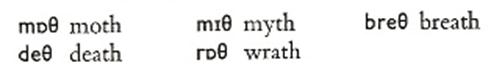 mɒθ moth mɪθ myth breθ breath
deθ death rɒθ wrath